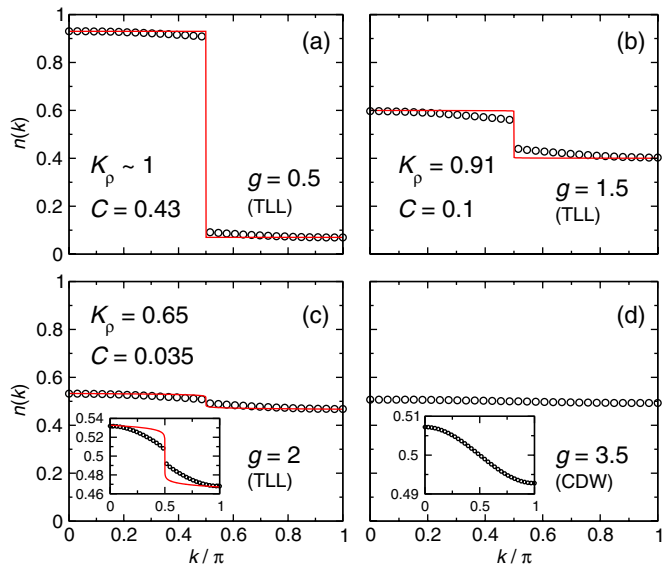 1
0.8
0.6
0.4
0.2
0
n(k)
(a)
K_ρ ~ 1
C = 0.43
g = 0.5
(TLL)
(b)
K_ρ = 0.91
C = 0.1
g = 1.5
(TLL)
1
0.8
0.6
0.4
0.2
0
n(k)
K_ρ = 0.65
C = 0.035
(c)
0.54
0.52
0.5
0.48
0.46
0 0.5 1
g = 2
(TLL)
0 0.2 0.4 0.6 0.8 1
k / π
(d)
0.51
0.5
0.49
0 0.5 1
g = 3.5
(CDW)
0 0.2 0.4 0.6 0.8 1
k / π